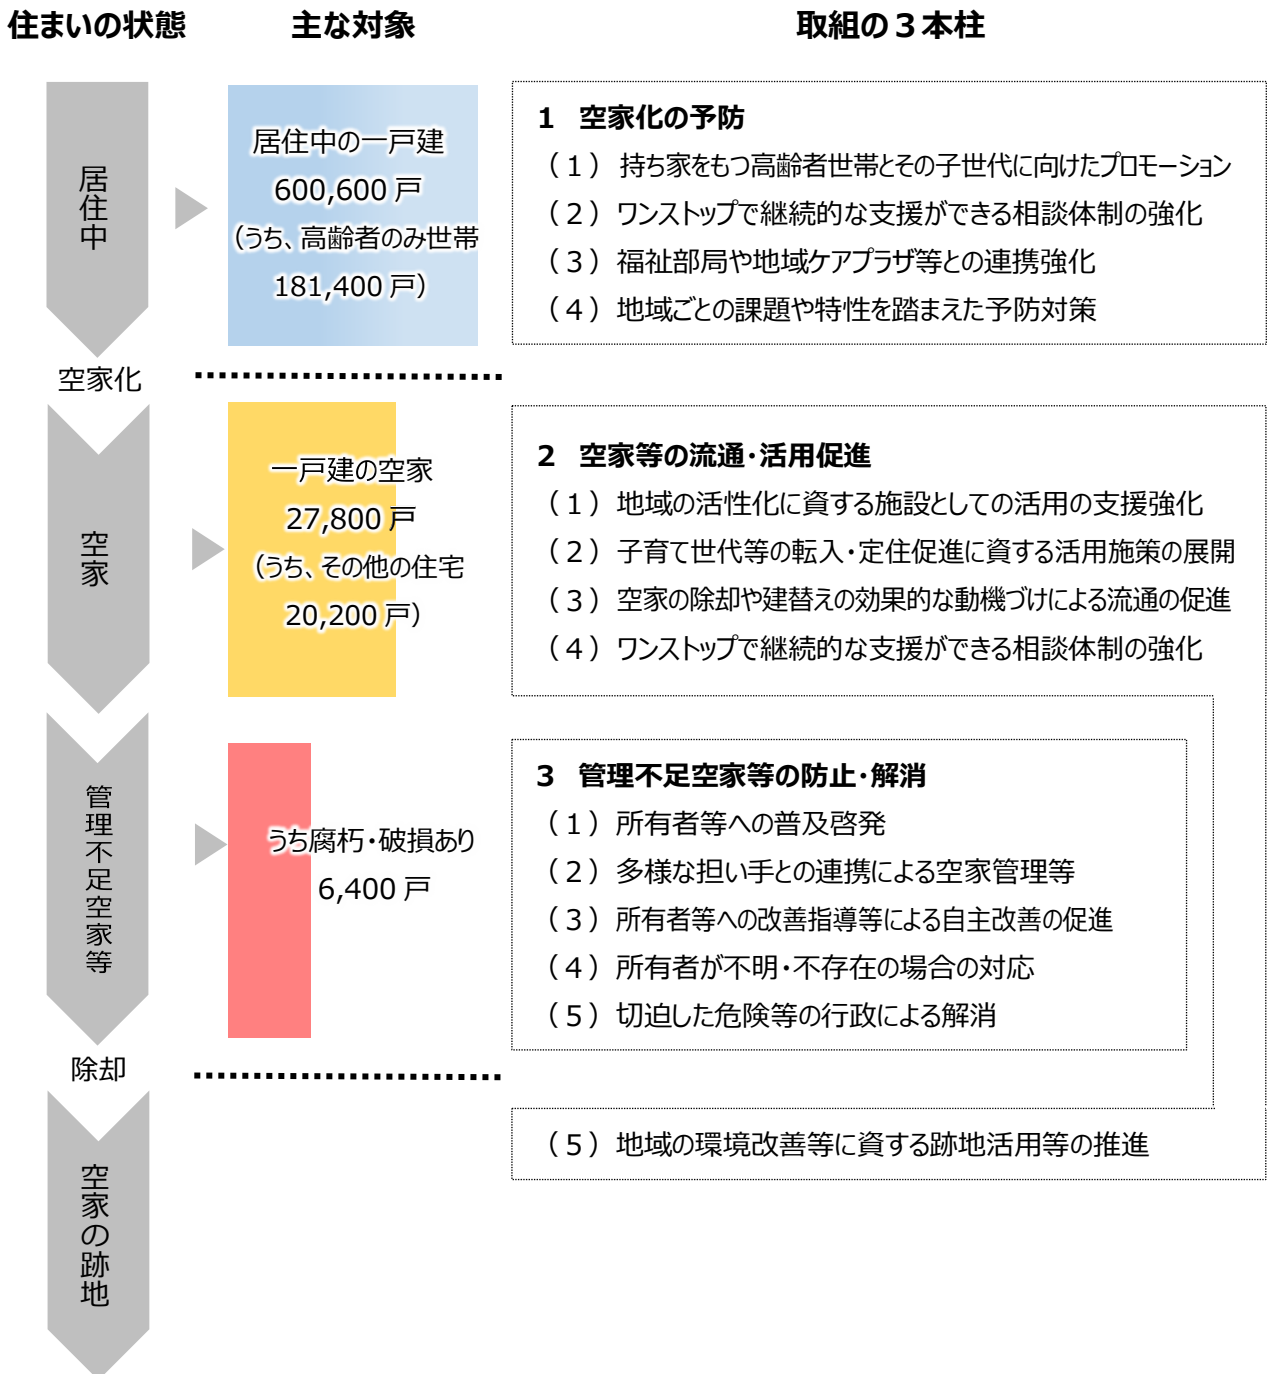 住まいの状態
主な対象
取組の３本柱
居住中
居住中の一戸建
600,600 戸
（うち、高齢者のみ世帯
181,400 戸）
1 空家化の予防
（１）持ち家をもつ高齢者世帯とその子世代に向けたプロモーション
（２）ワンストップで継続的な支援ができる相談体制の強化
（３）福祉部局や地域ケアプラザ等との連携強化
（４）地域ごとの課題や特性を踏まえた予防対策
空家化
空家
一戸建の空家
27,800 戸
（うち、その他の住宅
20,200 戸）
2 空家等の流通・活用促進
（１）地域の活性化に資する施設としての活用の支援強化
（２）子育て世代等の転入・定住促進に資する活用施策の展開
（３）空家の除却や建替えの効果的な動機づけによる流通の促進
（４）ワンストップで継続的な支援ができる相談体制の強化
管理不足空家等
うち腐朽・破損あり
6,400 戸
3 管理不足空家等の防止・解消
（１）所有者等への普及啓発
（２）多様な担い手との連携による空家管理等
（３）所有者等への改善指導等による自主改善の促進
（４）所有者が不明・不存在の場合の対応
（５）切迫した危険等の行政による解消
除却
空家の跡地
（５）地域の環境改善等に資する跡地活用等の推進